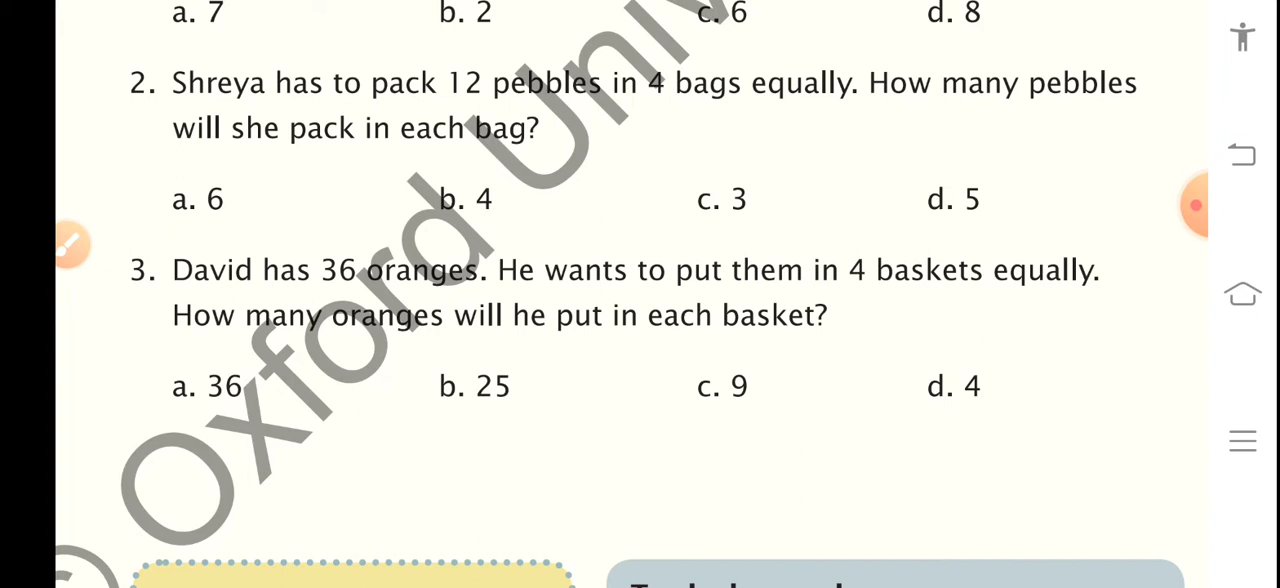 a. 7 b. 2 c. 6 d. 8
2. Shreya has to pack 12 pebbles in 4 bags equally. How many pebbles
will she pack in each bag?
a. 6 b. 4 c. 3 d. 5
3. David has 36 oranges. He wants to put them in 4 baskets equally.
How many oranges will he put in each basket?
a. 36 b. 25 c. 9 d. 4
© Oxford Univ